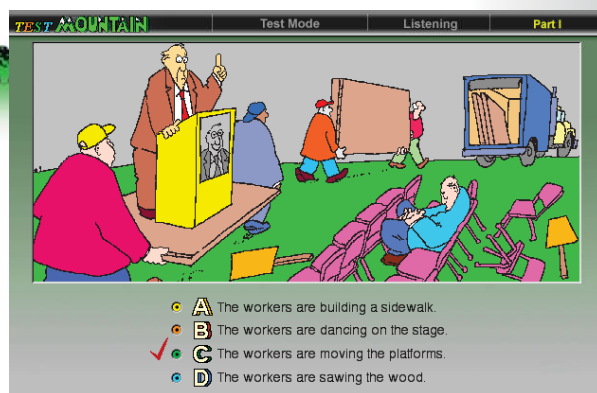 TEST MOUNTAIN Test Mode Listening Part I
A The workers are building a sidewalk.
B The workers are dancing on the stage.
C The workers are moving the platforms.
D The workers are sawing the wood.